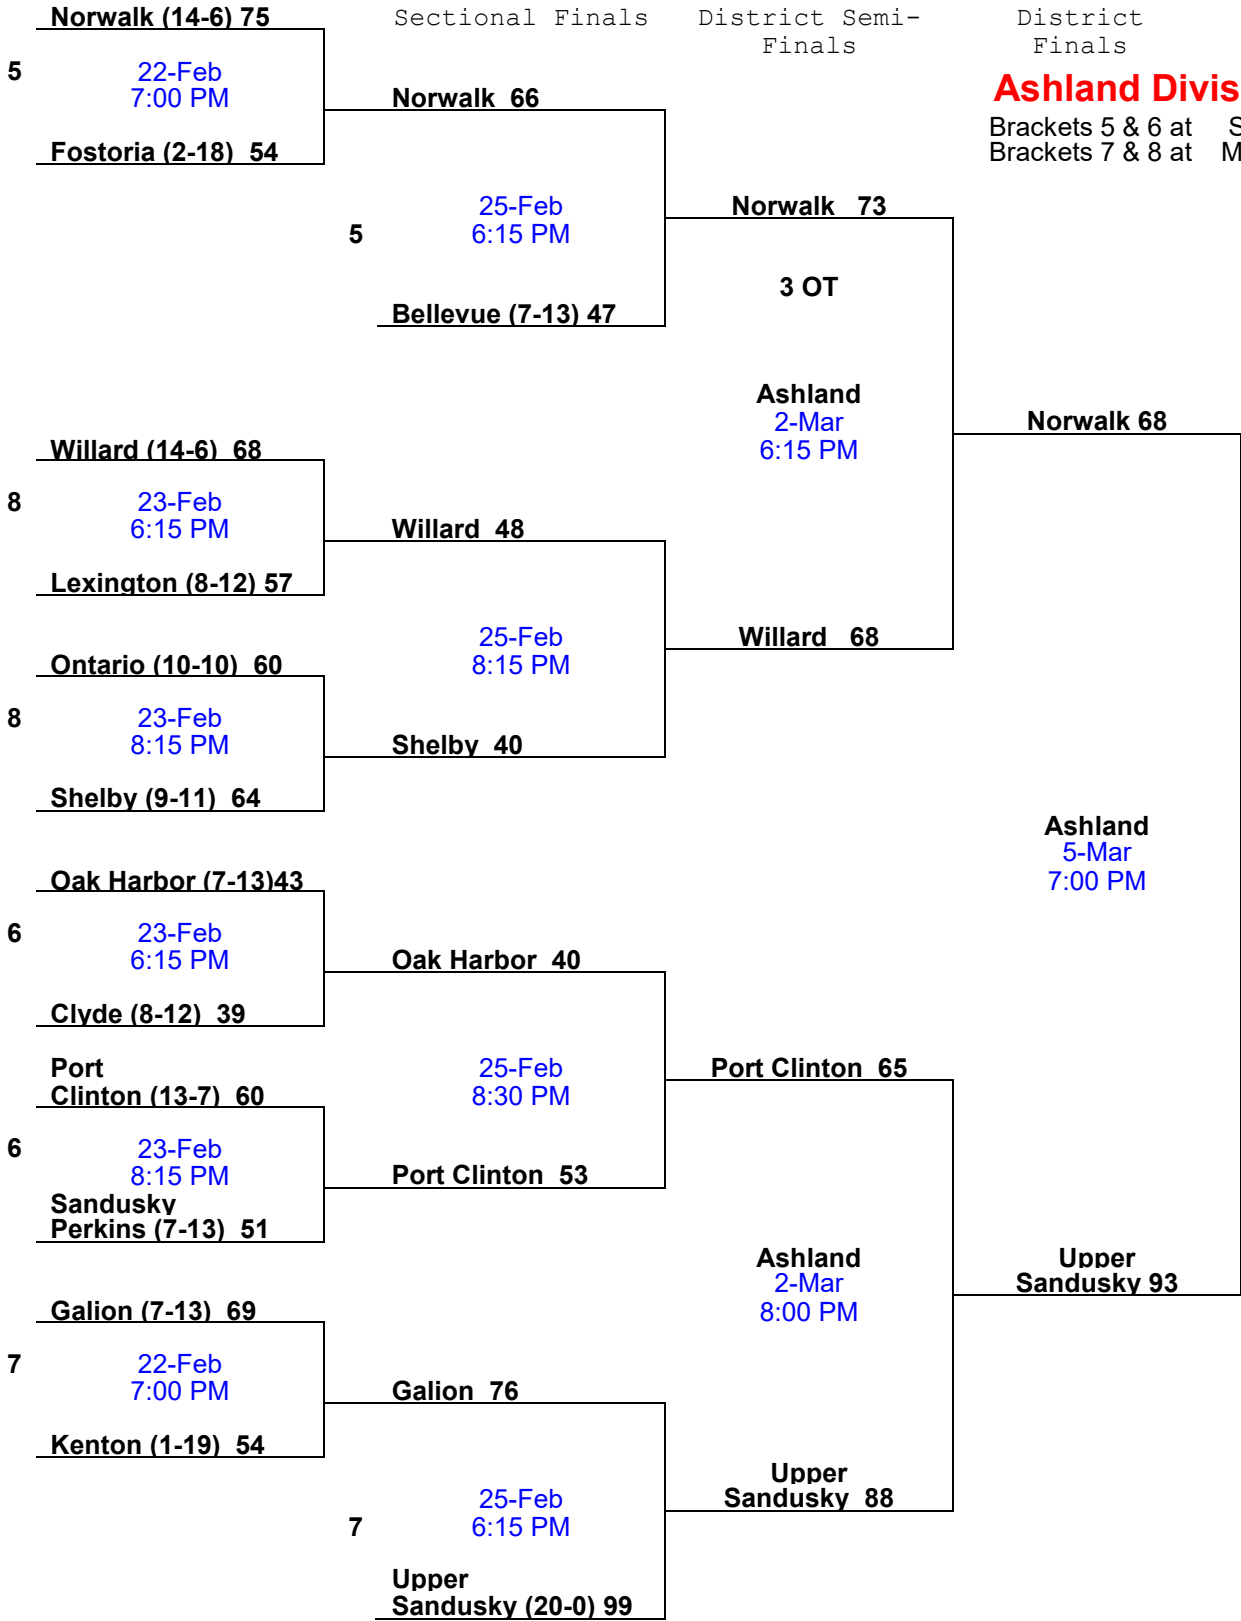 Norwalk (14-6) 75
Sectional Finals
District Semi-
Finals
District
Finals
5
22-Feb
7:00 PM
Norwalk 66
Ashland Divis
Brackets 5 & 6 at S
Brackets 7 & 8 at M
Fostoria (2-18) 54
25-Feb
6:15 PM
5
Norwalk 73
3 OT
Bellevue (7-13) 47
Ashland
2-Mar
6:15 PM
Norwalk 68
Willard (14-6) 68
8
23-Feb
6:15 PM
Willard 48
Lexington (8-12) 57
25-Feb
8:15 PM
Willard 68
Ontario (10-10) 60
8
23-Feb
8:15 PM
Shelby 40
Shelby (9-11) 64
Ashland
5-Mar
7:00 PM
Oak Harbor (7-13)43
6
23-Feb
6:15 PM
Oak Harbor 40
Clyde (8-12) 39
Port
Clinton (13-7) 60
25-Feb
8:30 PM
Port Clinton 65
6
23-Feb
8:15 PM
Port Clinton 53
Sandusky
Perkins (7-13) 51
Ashland
2-Mar
8:00 PM
Upper
Sandusky 93
Galion (7-13) 69
7
22-Feb
7:00 PM
Galion 76
Kenton (1-19) 54
Upper
Sandusky 88
25-Feb
6:15 PM
7
Upper
Sandusky (20-0) 99